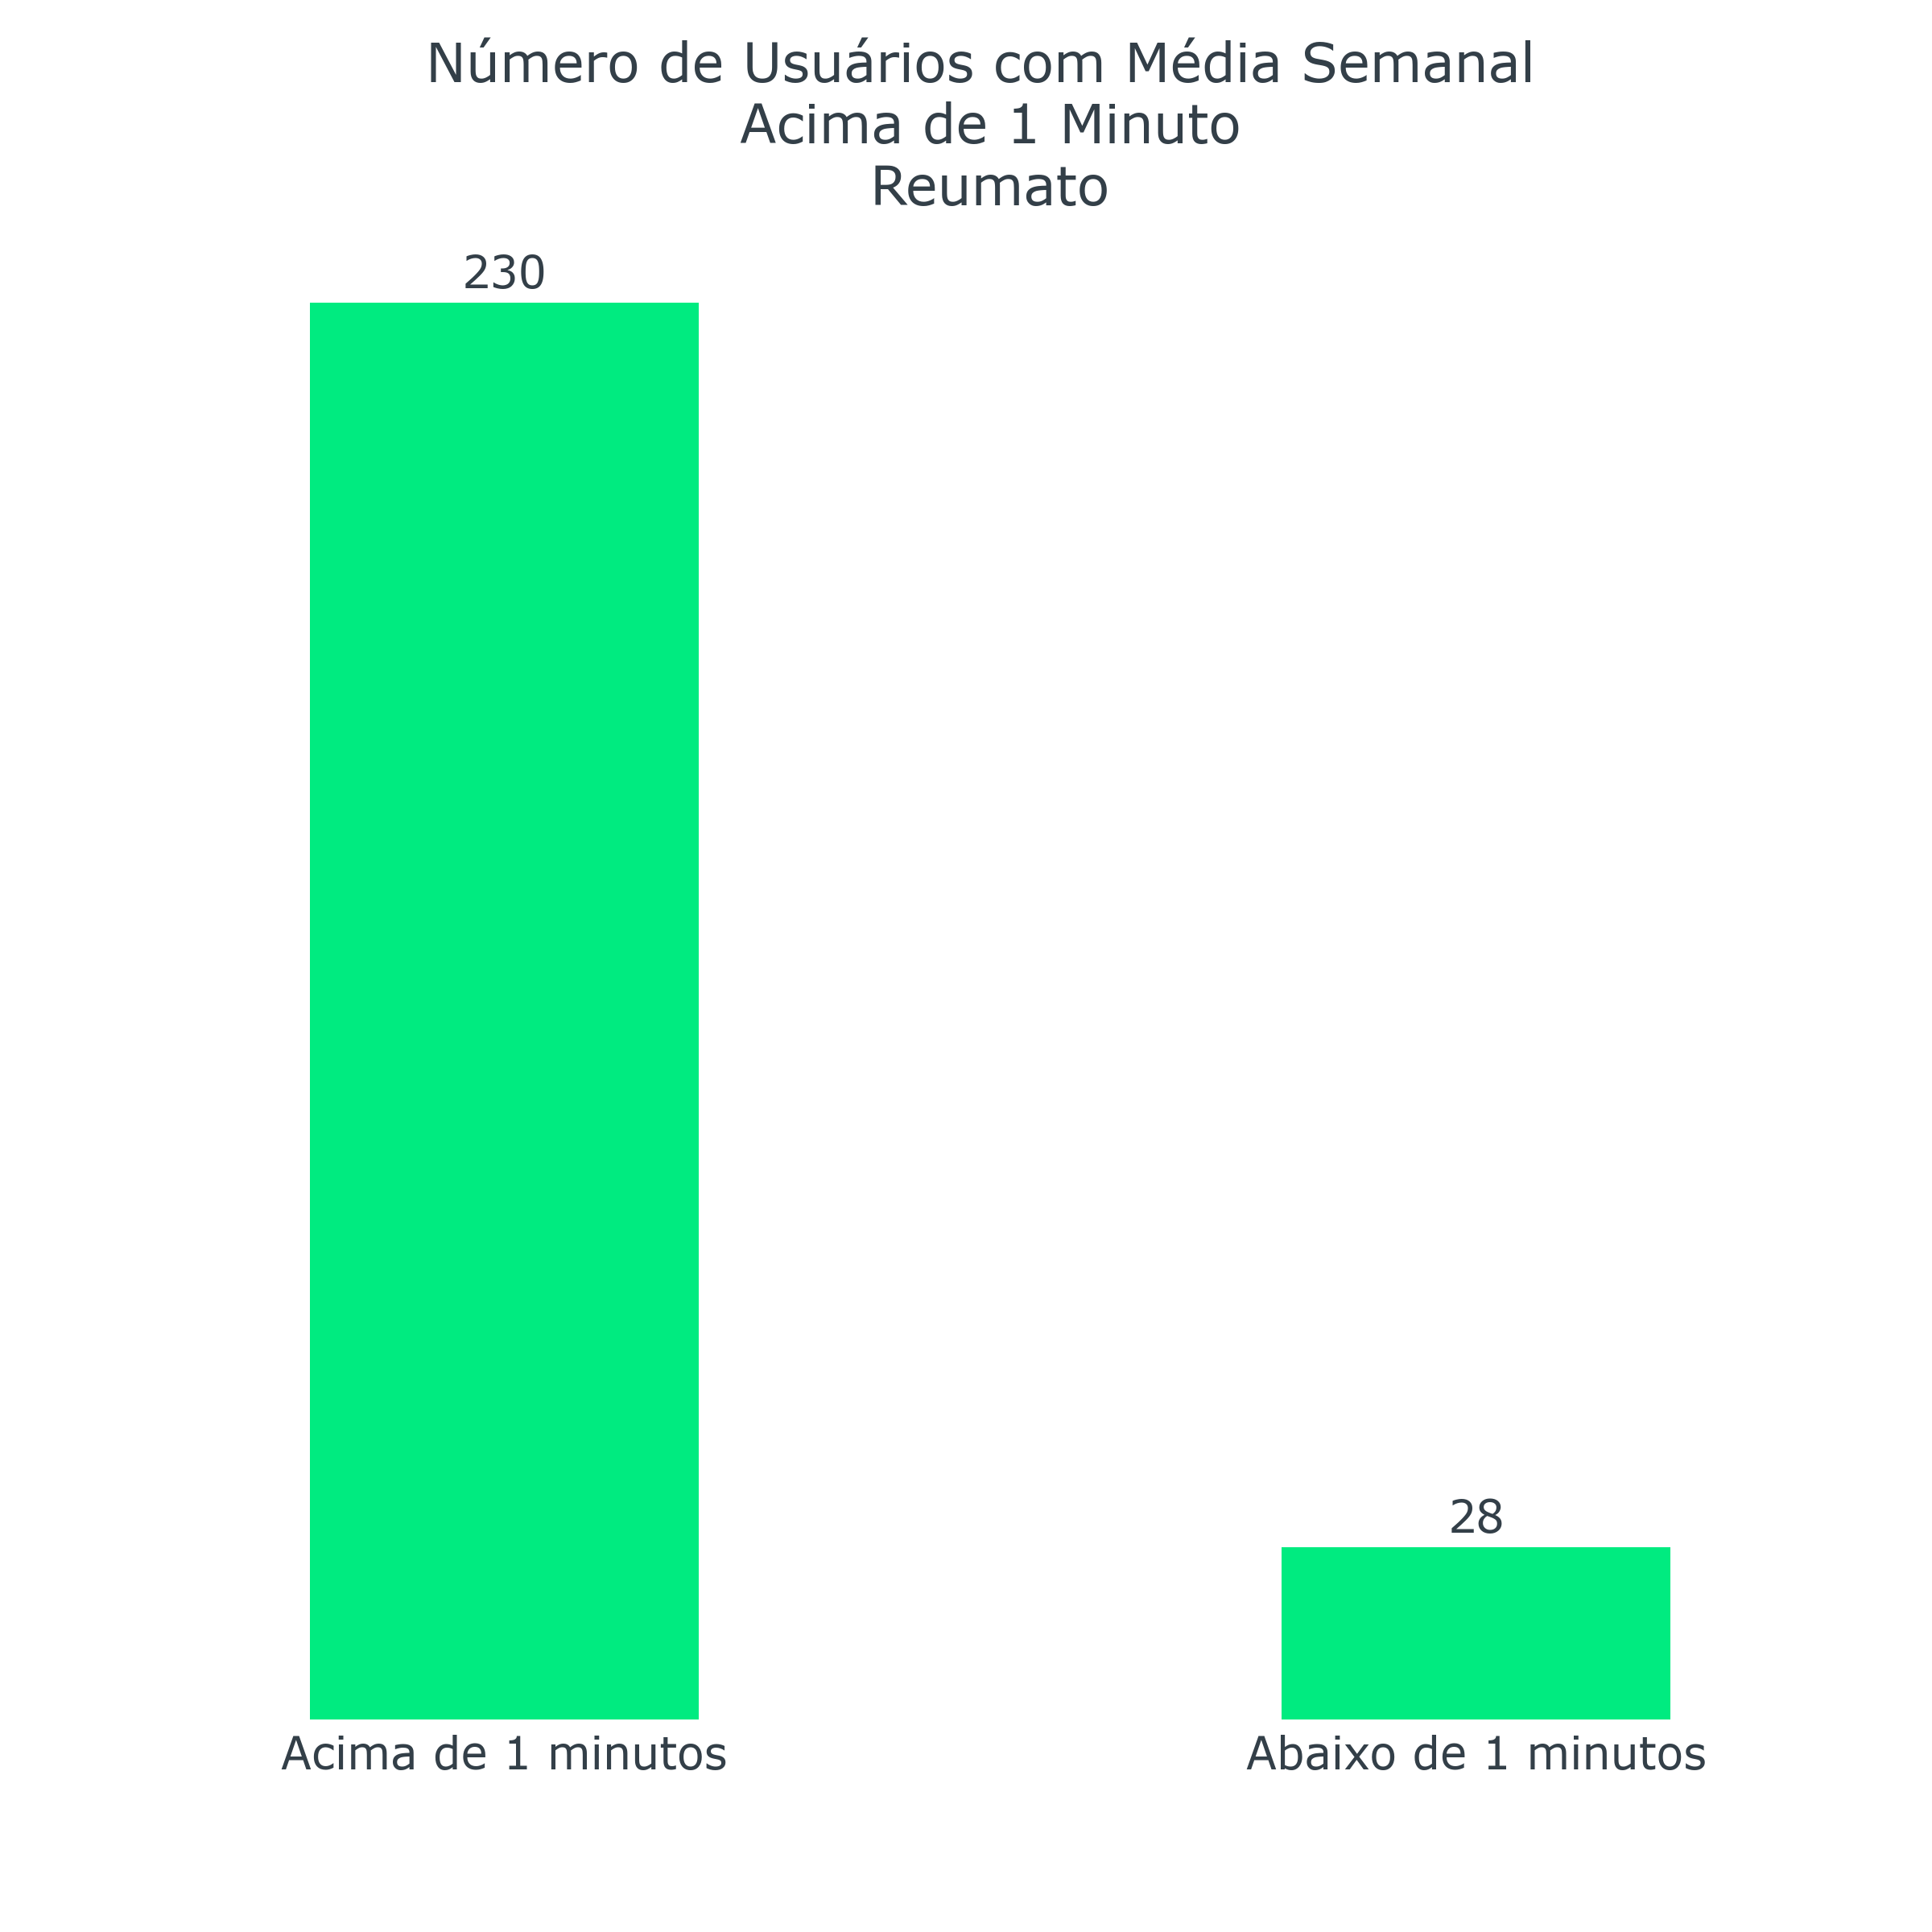 Número de Usuários com Média Semanal
Acima de 1 Minuto
Reumato
230
28
Acima de 1 minutos
Abaixo de 1 minutos